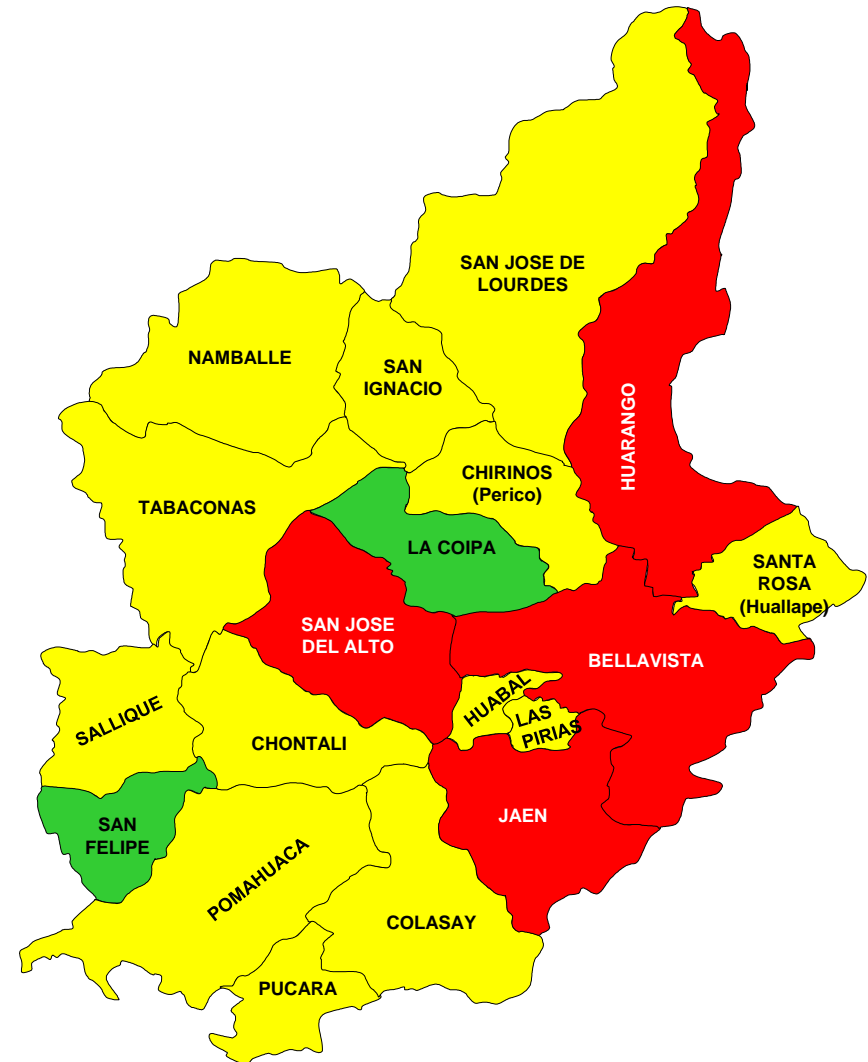 SAN JOSE DE
LOURDES
NAMBALLE
SAN
IGNACIO
HUARANGO
CHIRINOS
(Perico)
TABACONAS
LA COIPA
SANTA
ROSA
(Huallape)
SAN JOSE
DEL ALTO
BELLAVISTA
HUABAL
SALLIQUE
LAS
PIRIAS
CHONTALI
JAEN
SAN
FELIPE
POMAHUACA
COLASAY
PUCARA